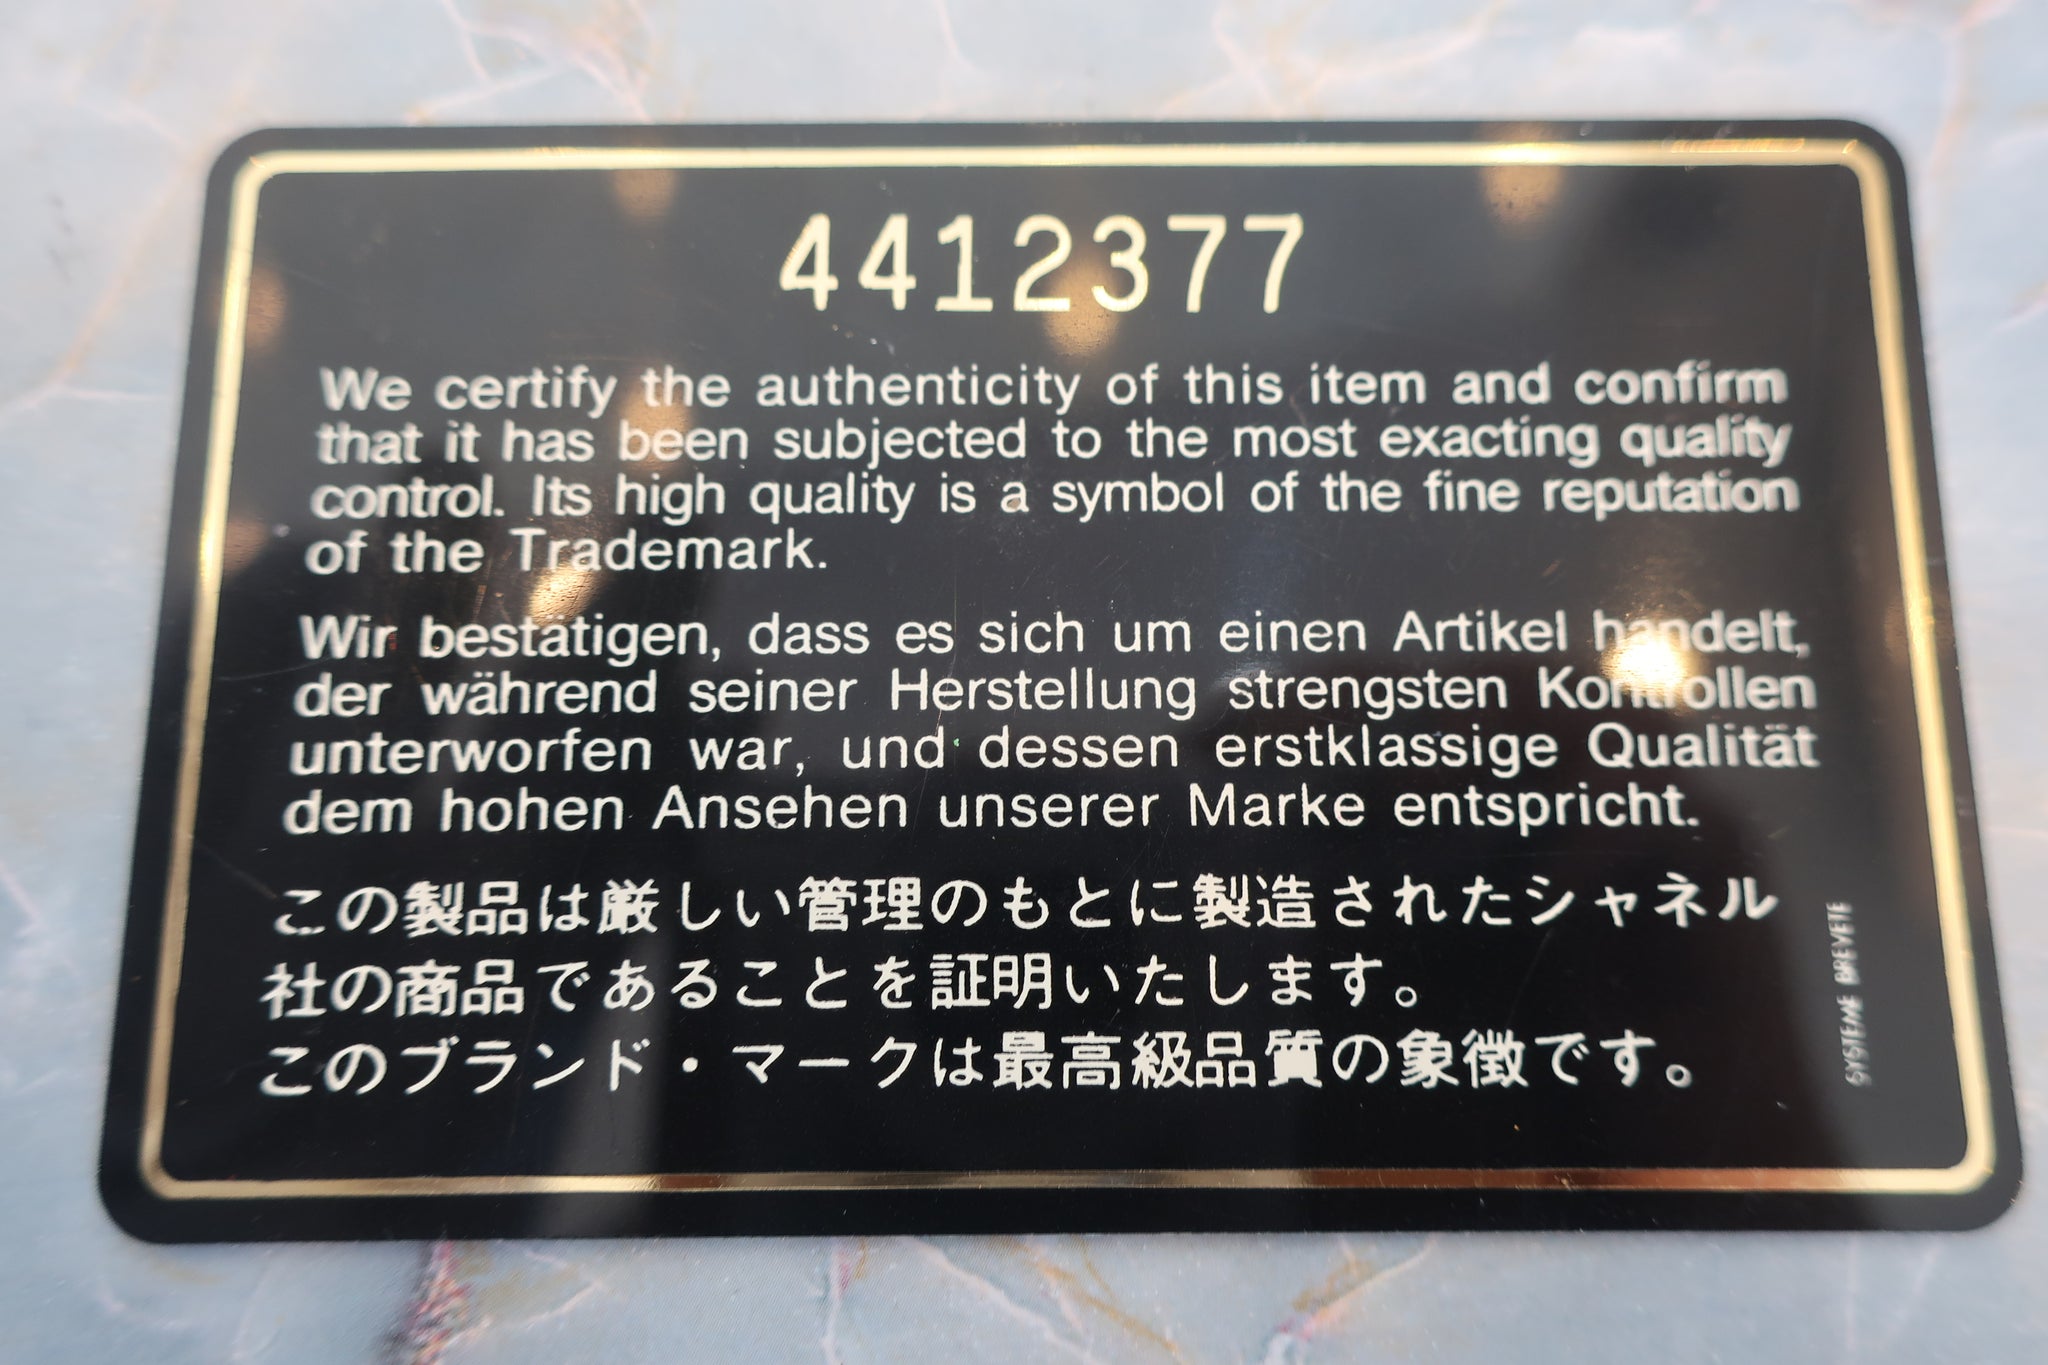 4412377
We certify the authenticity of this item and confirm
that it has been subjected to the most exacting quality
control. Its high quality is a symbol of the fine reputation
of the Trademark.
Wir bestätigen, dass es sich um einen Artikel handelt,
der während seiner Herstellung strengsten Kontrollen
unterworfen war, und dessen erstklassige Qualität
dem hohen Ansehen unserer Marke entspricht.
この製品は厳しい管理のもとに製造されたシャネル
社の商品であることを証明いたします。
このブランド・マークは最高級品質の象徴です。
SYSTEME BREVETE